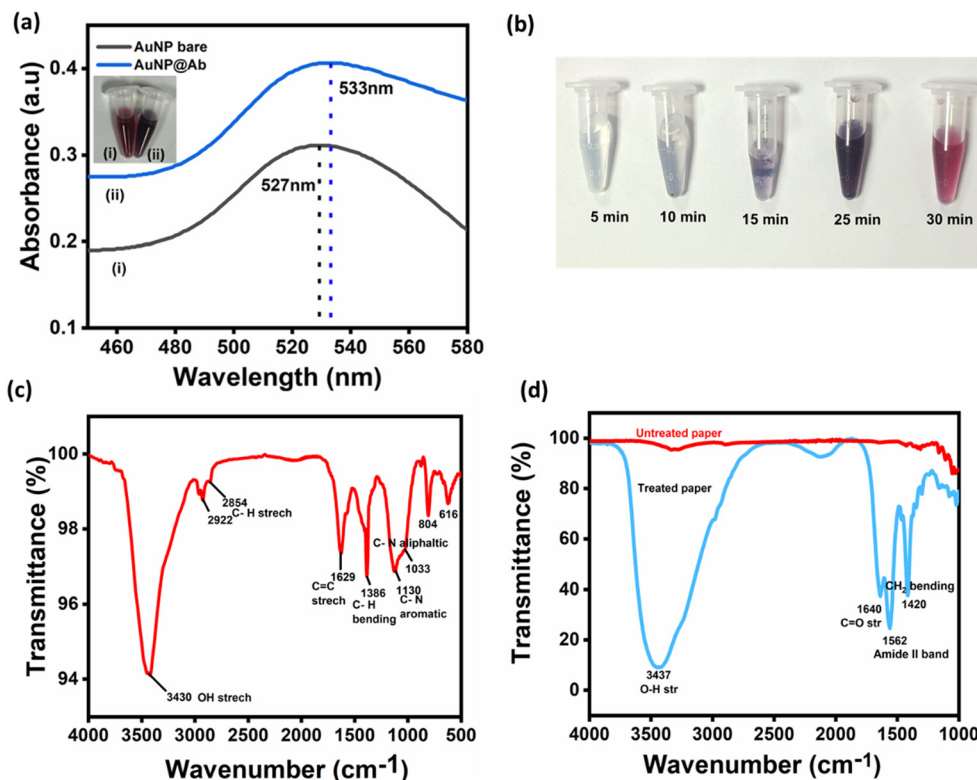 (a)
AuNP bare
AuNP@Ab
(i)
(ii)
533nm
527nm
(ii)
(i)
0.4
0.3
0.2
0.1
Absorbance (a.u)
460 480 500 520 540 560 580
Wavelength (nm)
(b)
5 min 10 min 15 min 25 min 30 min
(c)
100
98
96
94
Transmittance (%)
2854
2922 C- H strech
804
616
C- N aliphaltic
1033
1629
C=C
strech
1386
C- H
bending
1130
C- N
aromatic
3430 OH strech
4000 3500 3000 2500 2000 1500 1000 500
Wavenumber (cm-1)
(d)
100
80
60
40
20
0
Transmittance (%)
Untreated paper
Treated paper
CH2 bending
1640
C=O str
1420
1562
Amide II band
3437
O-H str
4000 3500 3000 2500 2000 1500 1000
Wavenumber (cm-1)